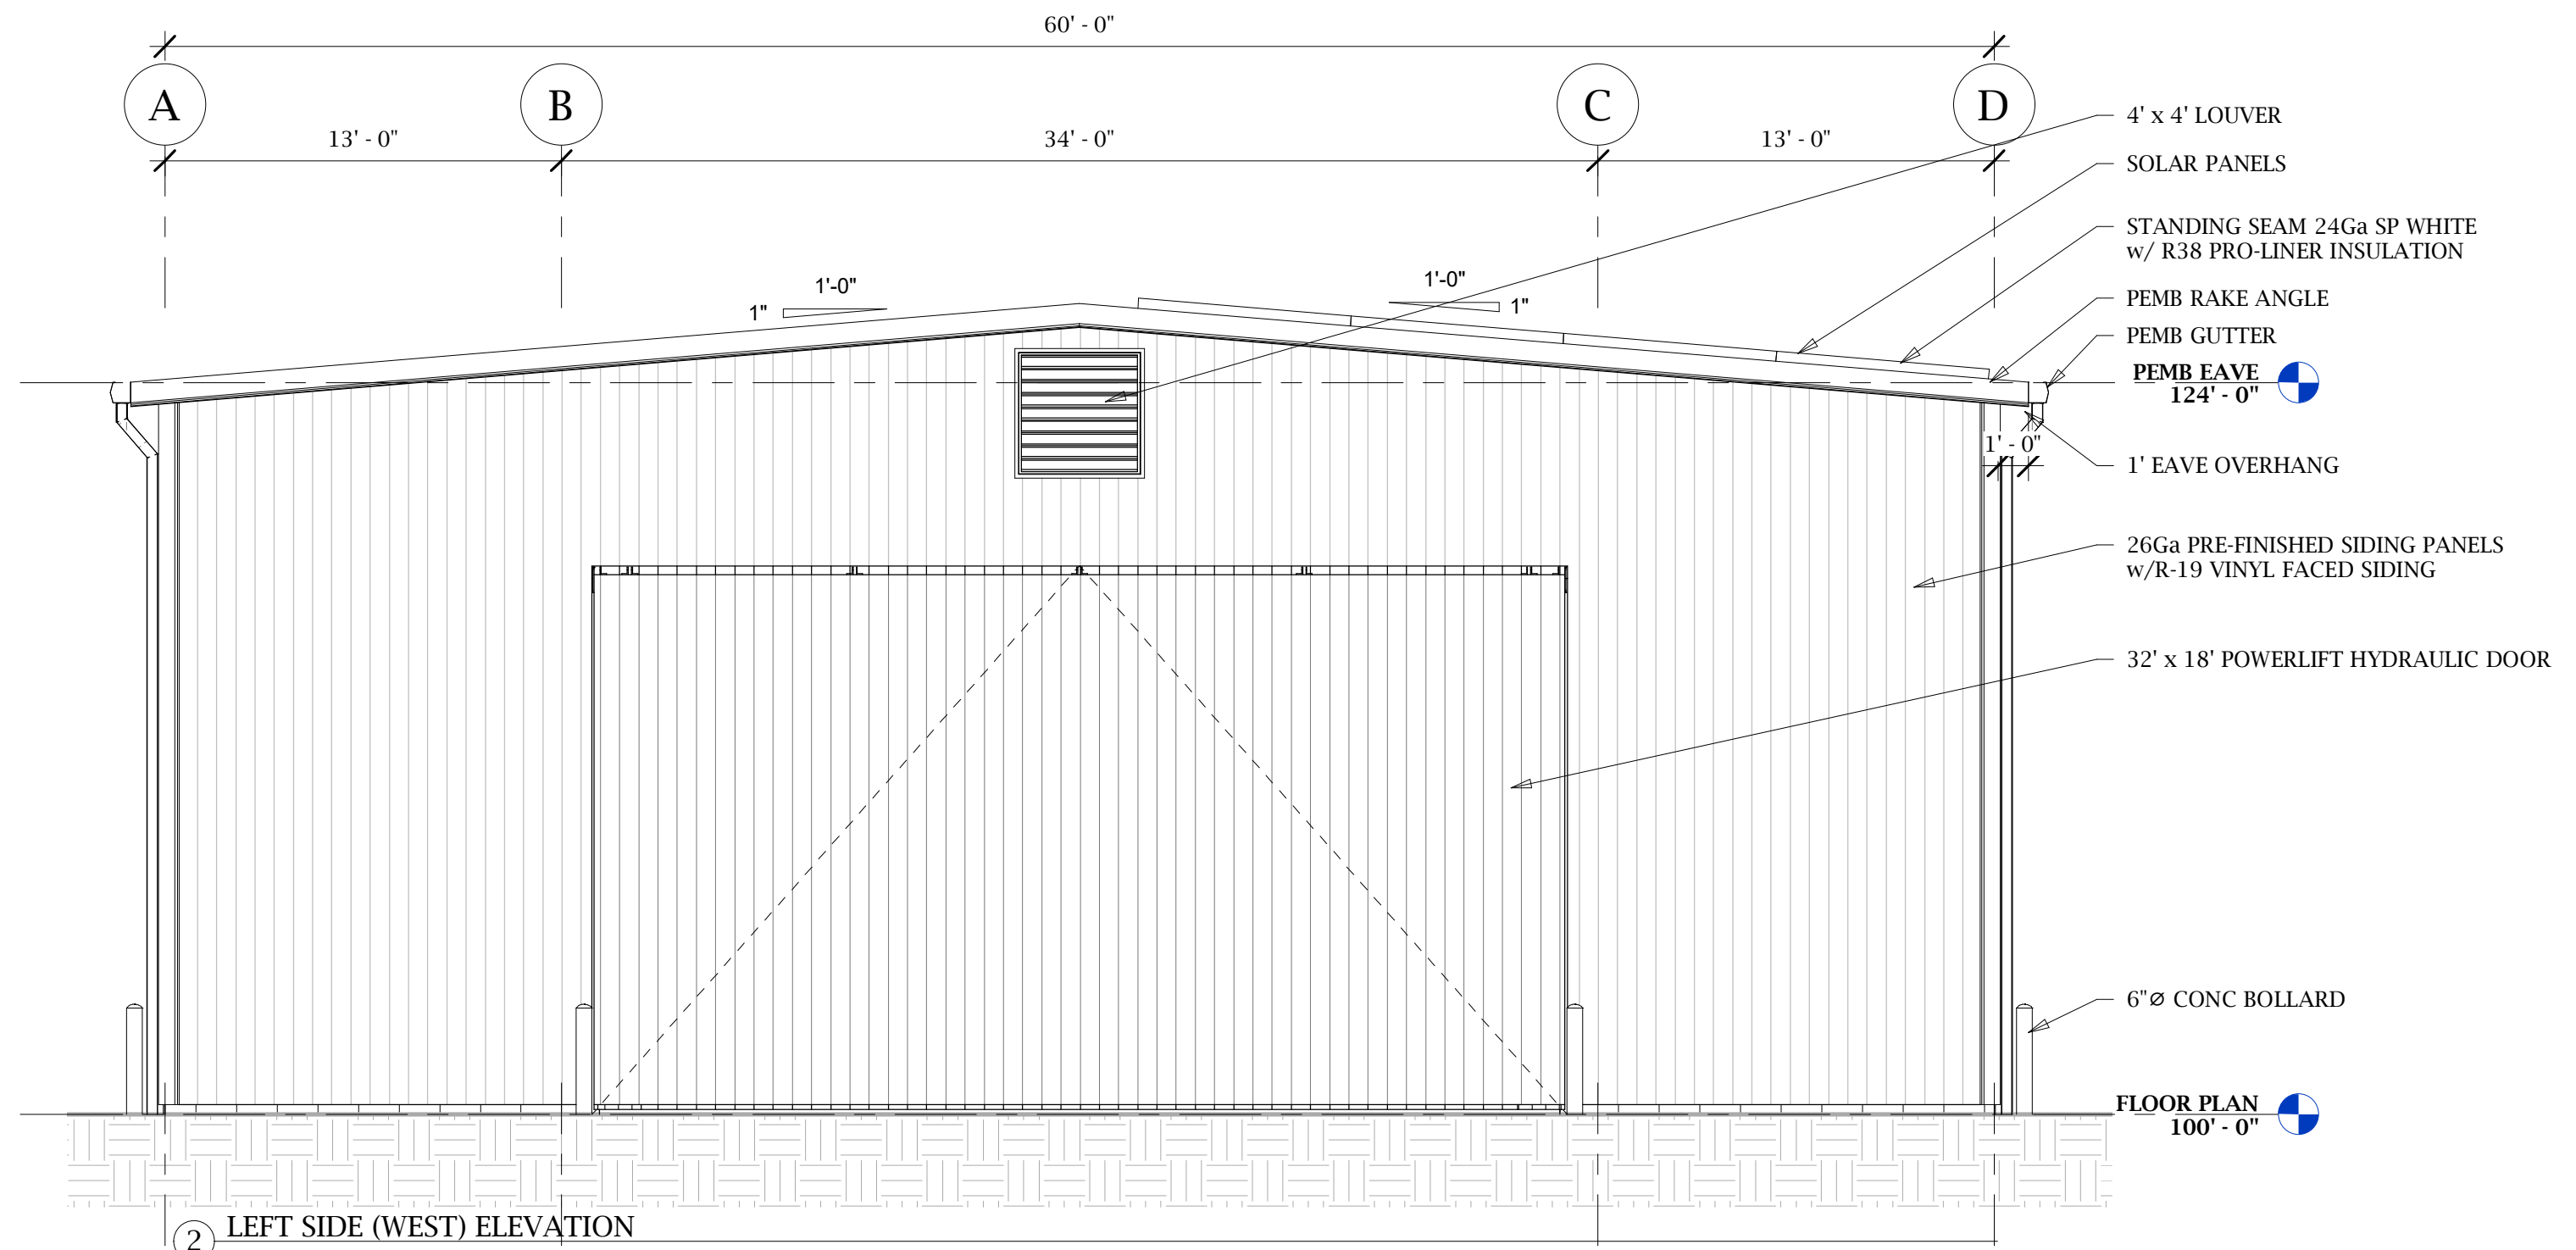 60' - 0"
A
B
C
D
13' - 0"
34' - 0"
13' - 0"
4' x 4' LOUVER
SOLAR PANELS
STANDING SEAM 24Ga SP WHITE
w/ R38 PRO-LINER INSULATION
1'-0"
1"
1'-0"
1"
PEMB RAKE ANGLE
PEMB GUTTER
PEMB EAVE
124' - 0"
1' - 0"
1' EAVE OVERHANG
26Ga PRE-FINISHED SIDING PANELS
w/R-19 VINYL FACED SIDING
32' x 18' POWERLIFT HYDRAULIC DOOR
6"⌀ CONC BOLLARD
FLOOR PLAN
100' - 0"
2
LEFT SIDE (WEST) ELEVATION